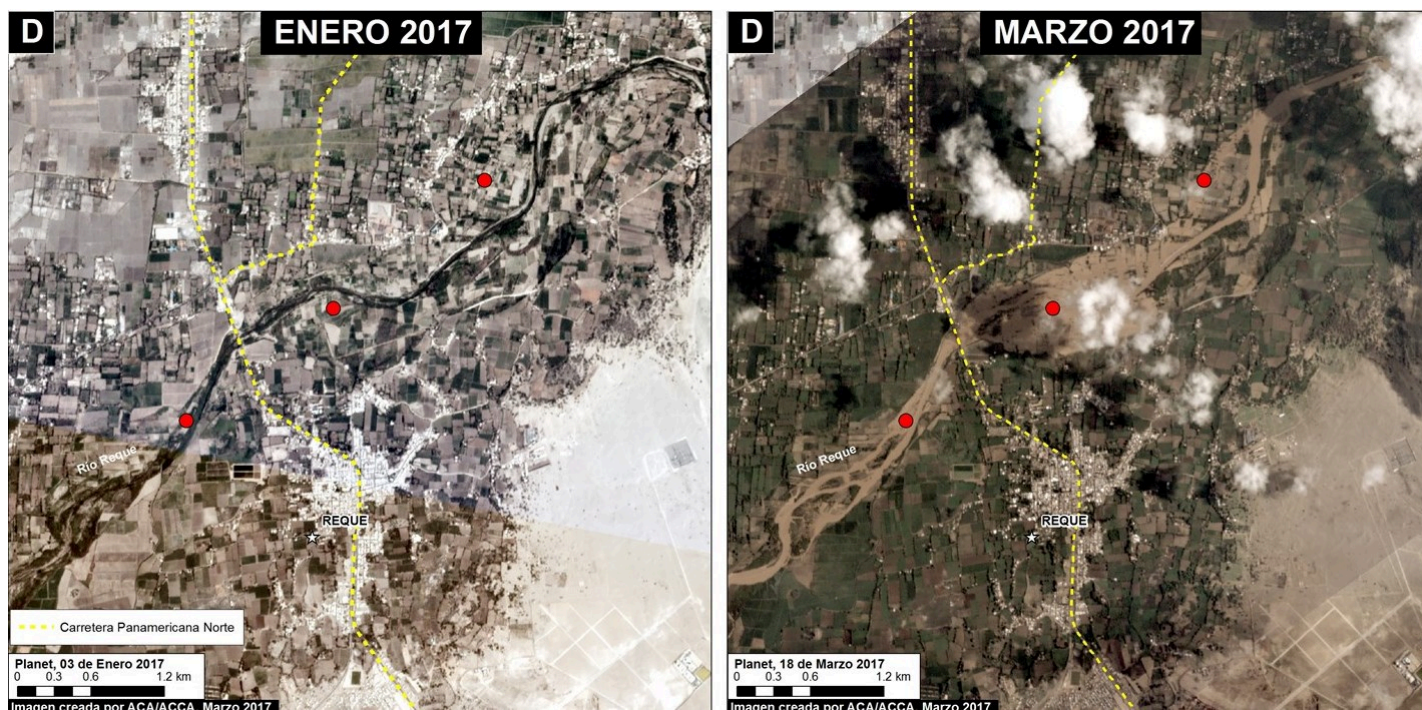 D
ENERO 2017
Río Reque
REQUE
Carretera Panamericana Norte
Planet, 03 de Enero 2017
0 0.3 0.6 1.2 km
Imagen creada por ACA/ACCA, Marzo 2017
D
MARZO 2017
Río Reque
REQUE
Planet, 18 de Marzo 2017
0 0.3 0.6 1.2 km
Imagen creada por ACA/ACCA, Marzo 2017